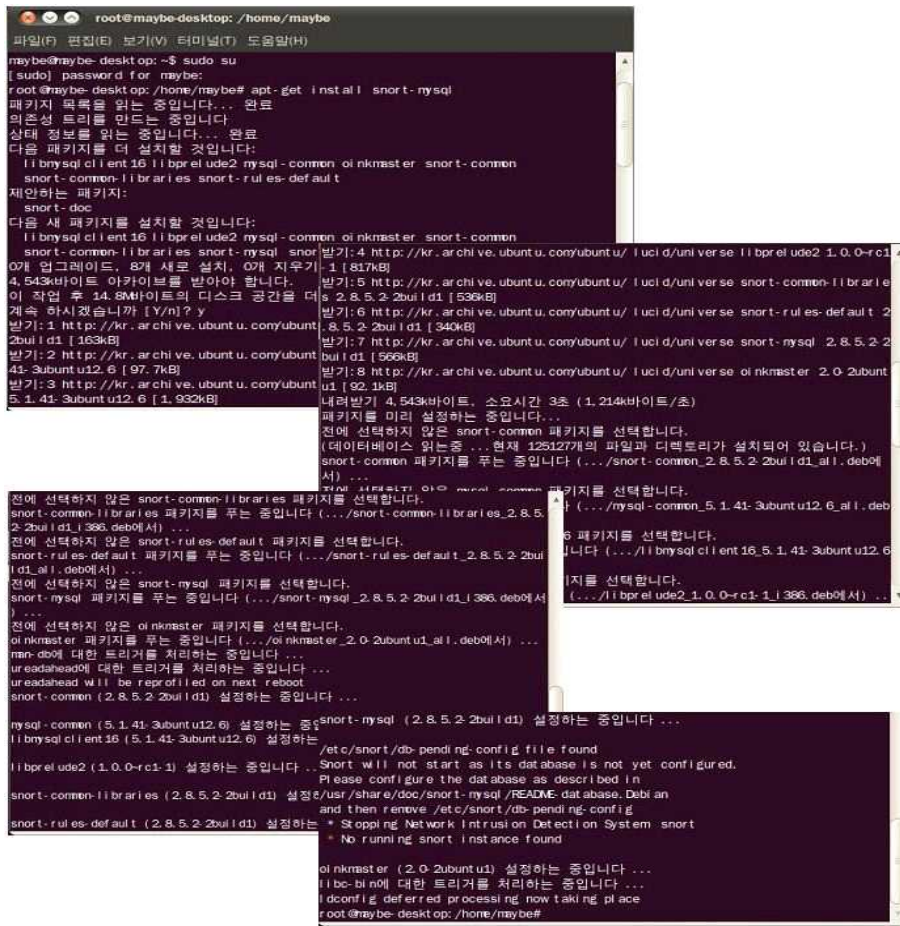 root@maybe-desktop: /home/maybe
파일(F) 편집(E) 보기(V) 터미널(T) 도움말(H)
maybe@maybe-desktop:~$ sudo su
[sudo] password for maybe:
root@maybe-desktop:/home/maybe# apt-get install snort-mysql
패키지 목록을 읽는 중입니다... 완료
의존성 트리를 만드는 중입니다
상태 정보를 읽는 중입니다... 완료
다음 패키지를 더 설치할 것입니다:
libmysqlclient16 libprelude2 mysql-common oinkmaster snort-common
snort-common-libraries snort-rules-default
제안하는 패키지:
snort-doc
다음 새 패키지를 설치할 것입니다:
libmysqlclient16 libprelude2 mysql-common oinkmaster snort-common
snort-common-libraries snort-mysql snor
0개 업그레이드, 8개 새로 설치, 0개 지우기
4,543k바이트 아카이브를 받아야 합니다.
이 작업 후 14.8M바이트의 디스크 공간을 더
계속 하시겠습니까 [Y/n]? y
받기:1 http://kr.archive.ubuntu.com/ubunt
2build1 [163kB]
받기:2 http://kr.archive.ubuntu.com/ubunt
41-3ubuntu12.6 [97.7kB]
받기:3 http://kr.archive.ubuntu.com/ubunt
5.1.41-3ubuntu12.6 [1,932kB]
받기:4 http://kr.archive.ubuntu.com/ubuntu/ lucid/universe libprelude2 1.0.0~rc1
-1 [817kB]
받기:5 http://kr.archive.ubuntu.com/ubuntu/ lucid/universe snort-common-librarie
s 2.8.5.2-2build1 [536kB]
받기:6 http://kr.archive.ubuntu.com/ubuntu/ lucid/universe snort-rules-default 2
.8.5.2-2build1 [340kB]
받기:7 http://kr.archive.ubuntu.com/ubuntu/ lucid/universe snort-mysql 2.8.5.2-2
build1 [566kB]
받기:8 http://kr.archive.ubuntu.com/ubuntu/ lucid/universe oinkmaster 2.0-2ubunt
u1 [92.1kB]
내려받기 4,543k바이트, 소요시간 3초 (1,214k바이트/초)
패키지를 미리 설정하는 중입니다...
전에 선택하지 않은 snort-common 패키지를 선택합니다.
(데이터베이스 읽는중 ...현재 125127개의 파일과 디렉토리가 설치되어 있습니다.)
snort-common 패키지를 푸는 중입니다 (.../snort-common_2.8.5.2-2build1_all.deb에
서) ...
전에 선택하지 않은 mysql-common 패키지를 선택합니다.
(.../mysql-common_5.1.41-3ubuntu12.6_all.deb
6 패키지를 선택합니다.
니다 (.../libmysqlclient16_5.1.41-3ubuntu12.6
지를 선택합니다.
(.../libprelude2_1.0.0~rc1-1_i386.deb에서) ..
전에 선택하지 않은 snort-common-libraries 패키지를 선택합니다.
snort-common-libraries 패키지를 푸는 중입니다 (.../snort-common-libraries_2.8.5.
2-2build1_i386.deb에서) ...
전에 선택하지 않은 snort-rules-default 패키지를 선택합니다.
snort-rules-default 패키지를 푸는 중입니다 (.../snort-rules-default_2.8.5.2-2bui
ld1_all.deb에서) ...
전에 선택하지 않은 snort-mysql 패키지를 선택합니다.
snort-mysql 패키지를 푸는 중입니다 (.../snort-mysql_2.8.5.2-2build1_i386.deb에서
) ...
전에 선택하지 않은 oinkmaster 패키지를 선택합니다.
oinkmaster 패키지를 푸는 중입니다 (.../oinkmaster_2.0-2ubuntu1_all.deb에서) ...
man-db에 대한 트리거를 처리하는 중입니다 ...
ureadahead에 대한 트리거를 처리하는 중입니다 ...
ureadahead will be reprofiled on next reboot
snort-common (2.8.5.2-2build1) 설정하는 중입니다 ...
mysql-common (5.1.41-3ubuntu12.6) 설정하는 중
libmysqlclient16 (5.1.41-3ubuntu12.6) 설정하는
libprelude2 (1.0.0~rc1-1) 설정하는 중입니다 ..
snort-common-libraries (2.8.5.2-2build1) 설정
snort-rules-default (2.8.5.2-2build1) 설정하는
snort-mysql (2.8.5.2-2build1) 설정하는 중입니다 ...
/etc/snort/db-pending-config file found
Snort will not start as its database is not yet configured.
Please configure the database as described in
/usr/share/doc/snort-mysql/README-database.Debian
and then remove /etc/snort/db-pending-config
* Stopping Network Intrusion Detection System snort
* No running snort instance found
oinkmaster (2.0-2ubuntu1) 설정하는 중입니다 ...
libc-bin에 대한 트리거를 처리하는 중입니다 ...
ldconfig deferred processing now taking place
root@maybe-desktop:/home/maybe#